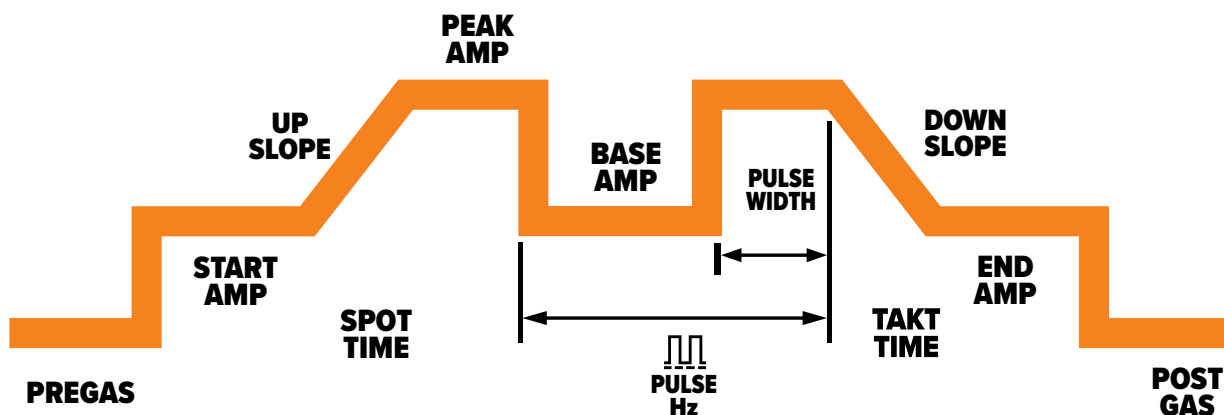 PEAK
AMP
UP
SLOPE
BASE
AMP
PULSE
WIDTH
DOWN
SLOPE
START
AMP
END
AMP
SPOT
TIME
TAKT
TIME
PREGAS
PULSE
Hz
POST
GAS